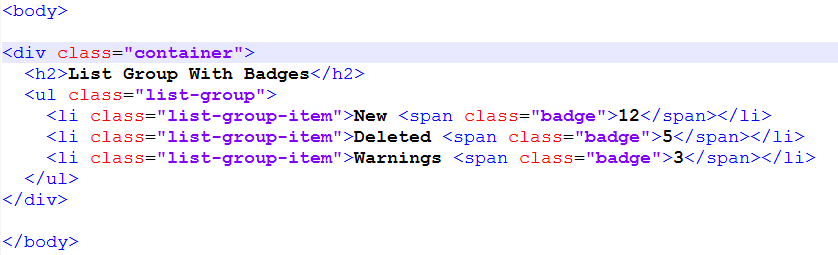 <body>
<div class="container">
<h2>List Group With Badges</h2>
<ul class="list-group">
<li class="list-group-item">New <span class="badge">12</span></li>
<li class="list-group-item">Deleted <span class="badge">5</span></li>
<li class="list-group-item">Warnings <span class="badge">3</span></li>
</ul>
</div>
</body>